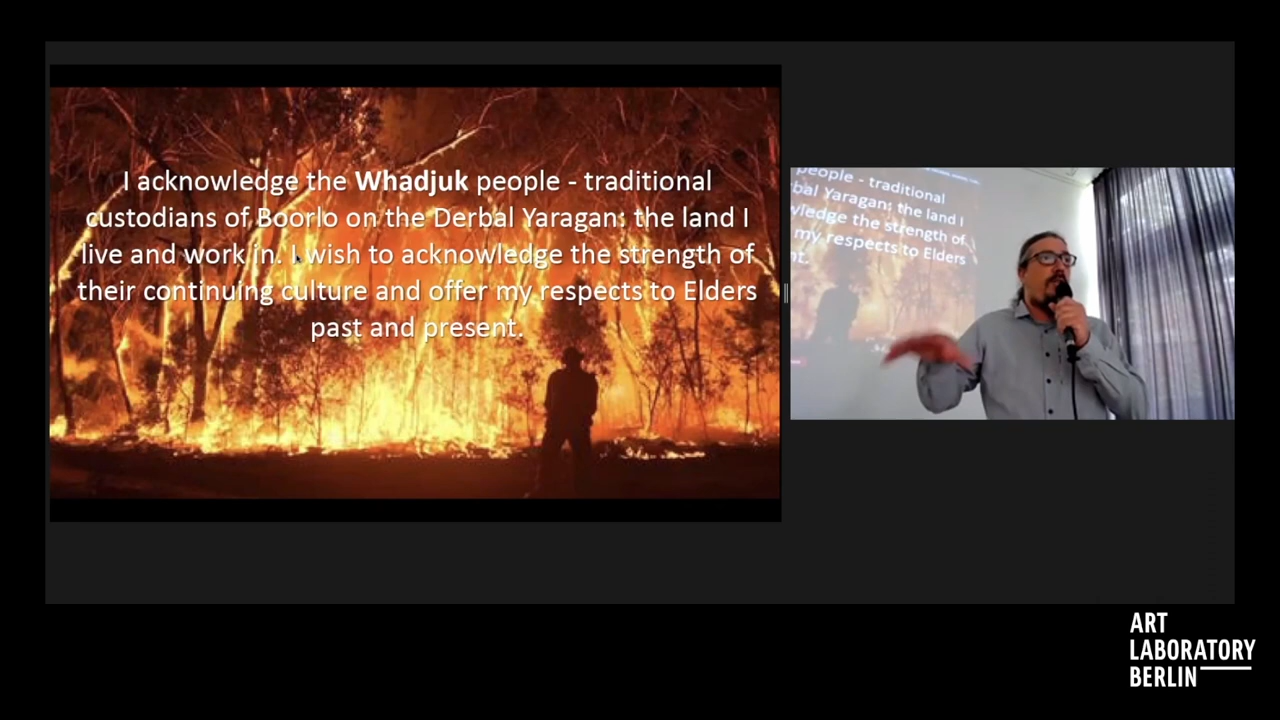 I acknowledge the Whadjuk people - traditional
custodians of Boorlo on the Derbal Yaragan: the land I
live and work in. I wish to acknowledge the strength of
their continuing culture and offer my respects to Elders
past and present.
people - traditional
bal Yaragan: the land I
wledge the strength of
my respects to Elders
nt.
ART
LABORATORY
BERLIN